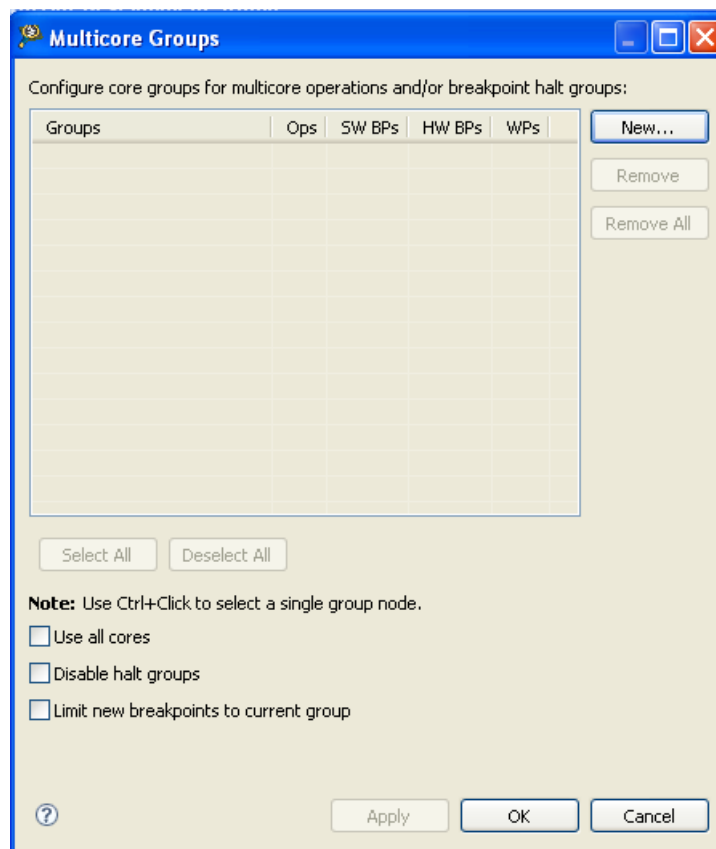 Multicore Groups
Configure core groups for multicore operations and/or breakpoint halt groups:
Groups Ops SW BPs HW BPs WPs
New...
Remove
Remove All
Select All Deselect All
Note: Use Ctrl+Click to select a single group node.
Use all cores
Disable halt groups
Limit new breakpoints to current group
? Apply OK Cancel